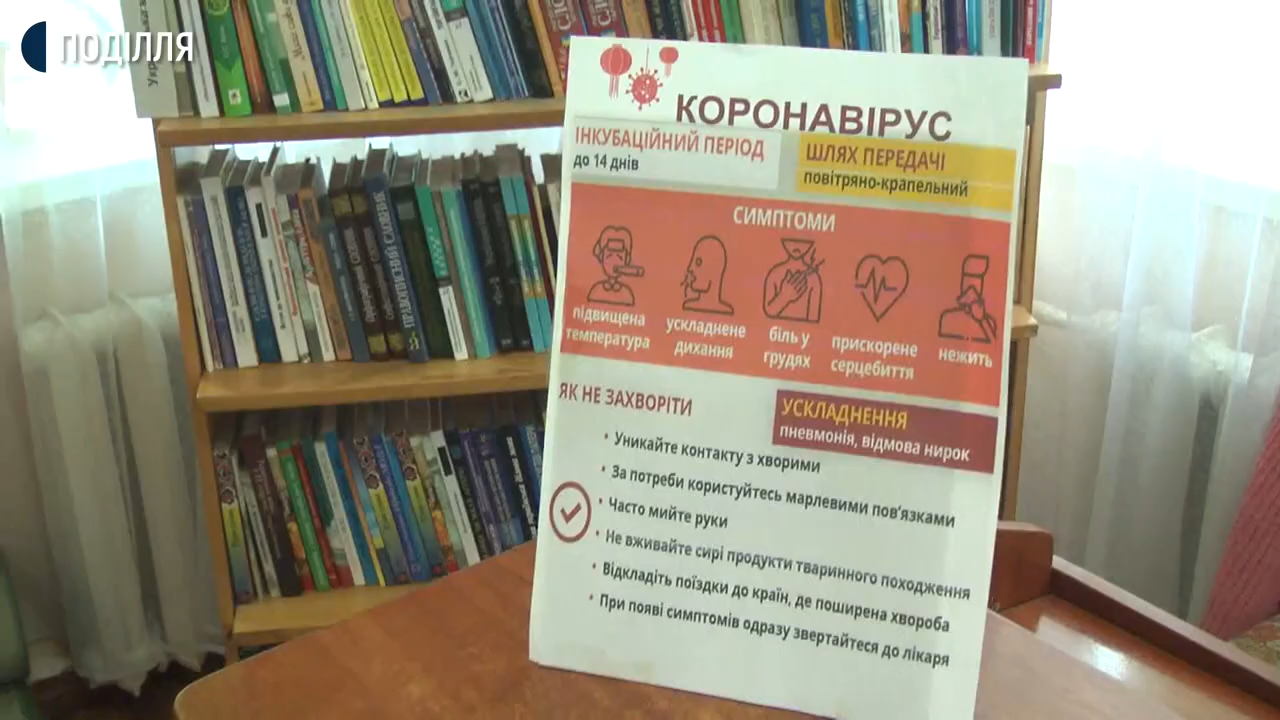 ПОДІЛЛЯ
КОРОНАВІРУС
ІНКУБАЦІЙНИЙ ПЕРІОД
до 14 днів
ШЛЯХ ПЕРЕДАЧІ
повітряно-крапельний
СИМПТОМИ
підвищена
температура
ускладнене
дихання
біль у
грудях
прискорене
серцебиття
нежить
ЯК НЕ ЗАХВОРІТИ
УСКЛАДНЕННЯ
пневмонія, відмова нирок
• Уникайте контакту з хворими
• За потреби користуйтесь марлевими пов'язками
• Часто мийте руки
• Не вживайте сирі продукти тваринного походження
• Відкладіть поїздки до країн, де поширена хвороба
• При появі симптомів одразу звертайтеся до лікаря
ПРАВОПИСНИЙ СЛОВНИК